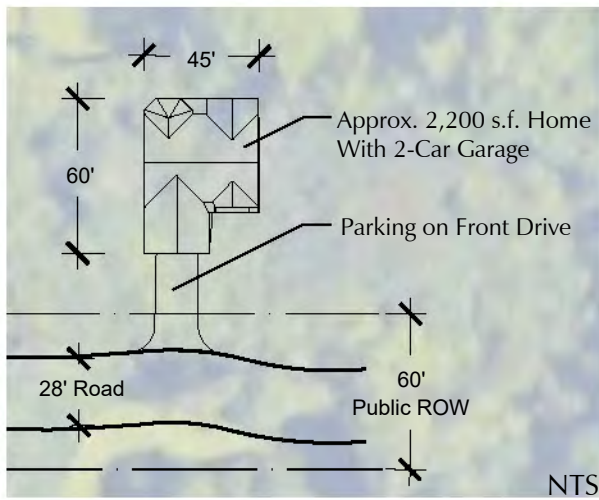 45'
Approx. 2,200 s.f. Home
With 2-Car Garage
60'
Parking on Front Drive
28' Road
60'
Public ROW
NTS